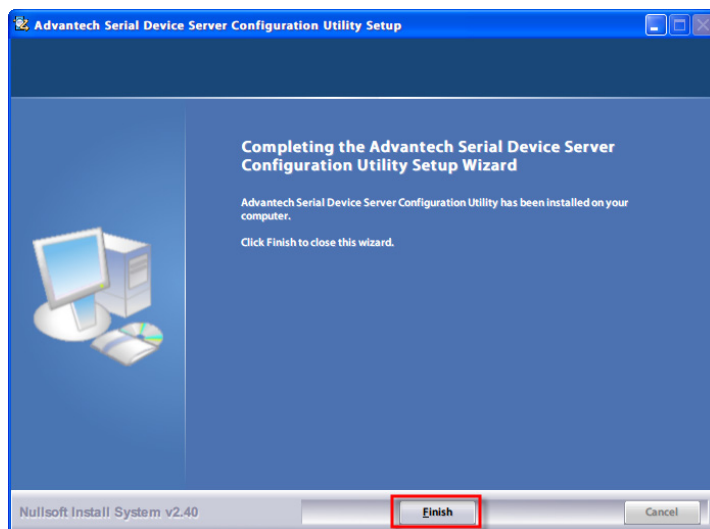 Advantech Serial Device Server Configuration Utility Setup
Completing the Advantech Serial Device Server
Configuration Utility Setup Wizard
Advantech Serial Device Server Configuration Utility has been installed on your
computer.
Click Finish to close this wizard.
Nullsoft Install System v2.40
Finish
Cancel